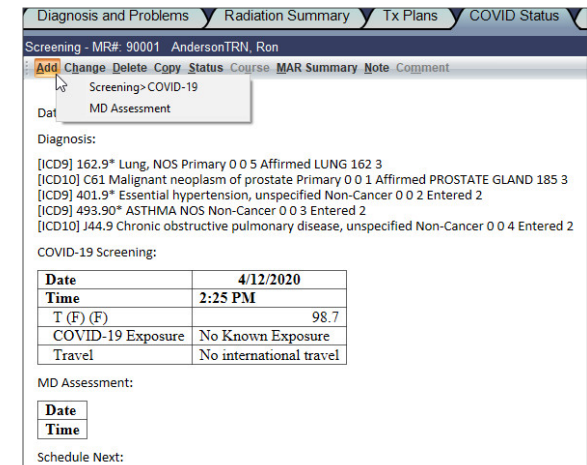 Diagnosis and Problems Radiation Summary Tx Plans COVID Status
Screening - MR#: 90001 AndersonTRN, Ron
Add Change Delete Copy Status Course MAR Summary Note Comment
Screening>COVID-19
MD Assessment
Diagnosis:
[ICD9] 162.9* Lung, NOS Primary 0 0 5 Affirmed LUNG 162 3
[ICD10] C61 Malignant neoplasm of prostate Primary 0 0 1 Affirmed PROSTATE GLAND 185 3
[ICD9] 401.9* Essential hypertension, unspecified Non-Cancer 0 0 2 Entered 2
[ICD9] 493.90* ASTHMA NOS Non-Cancer 0 0 3 Entered 2
[ICD10] J44.9 Chronic obstructive pulmonary disease, unspecified Non-Cancer 0 0 4 Entered 2
COVID-19 Screening:
Date 4/12/2020
Time 2:25 PM
T (F) (F) 98.7
COVID-19 Exposure No Known Exposure
Travel No international travel
MD Assessment:
Date
Time
Schedule Next: